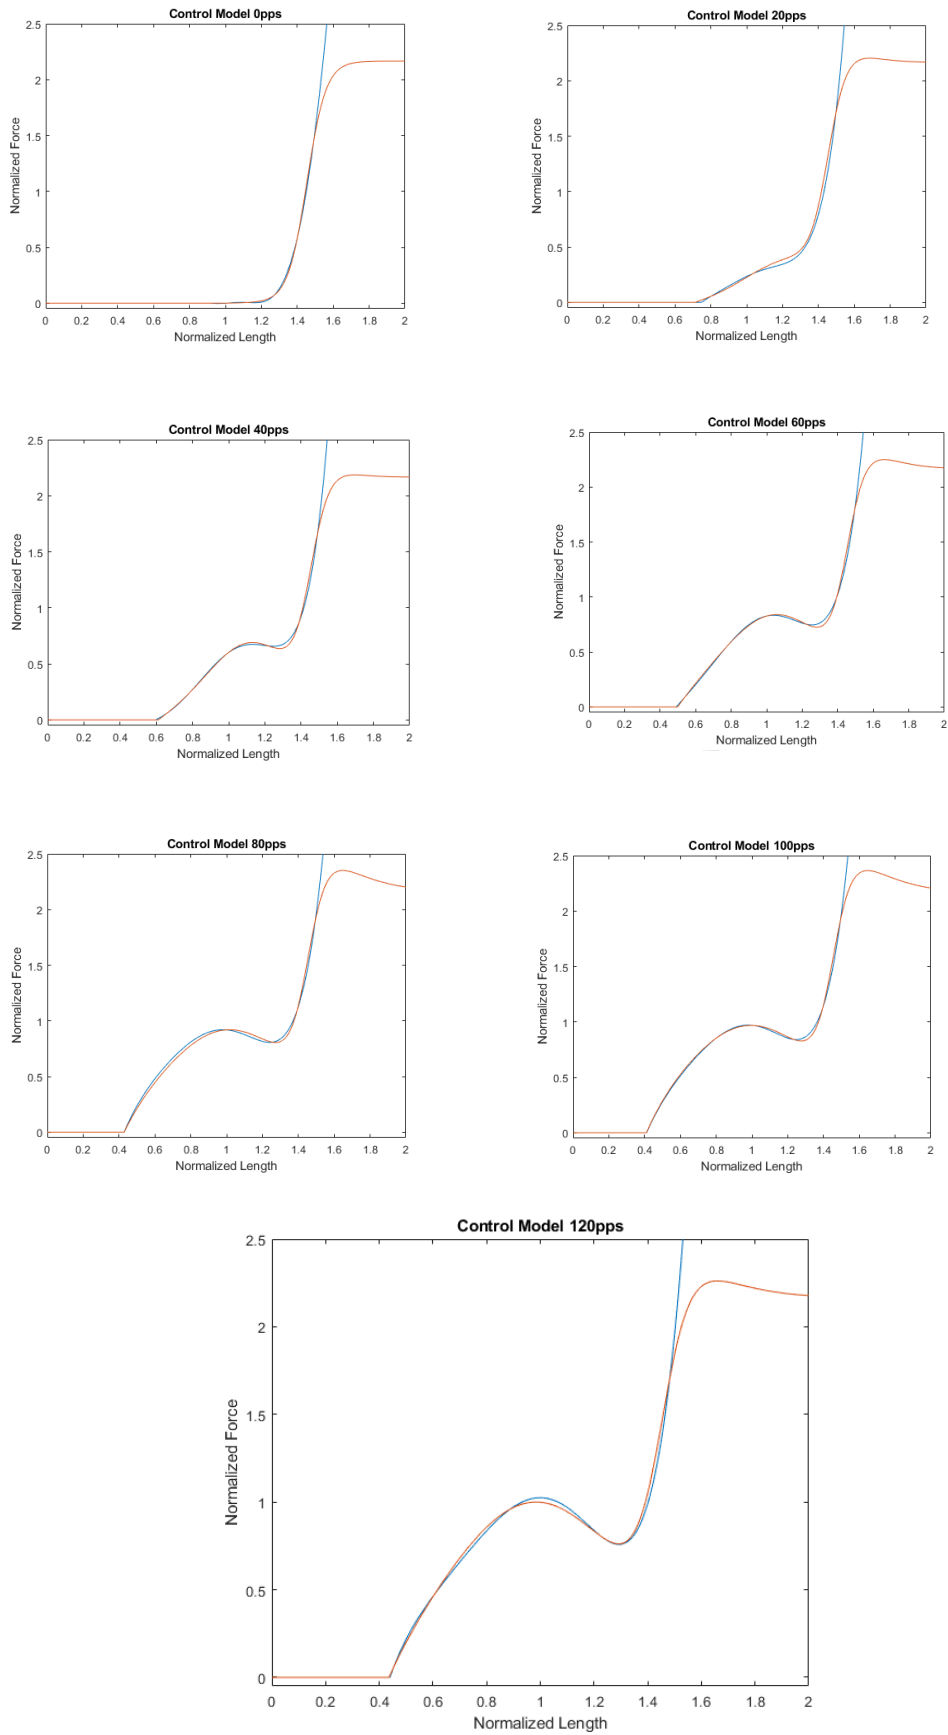 Control Model 0pps
2.5
2
1.5
1
0.5
0
Normalized Force
0 0.2 0.4 0.6 0.8 1 1.2 1.4 1.6 1.8 2
Normalized Length
Control Model 20pps
2.5
2
1.5
1
0.5
0
Normalized Force
0 0.2 0.4 0.6 0.8 1 1.2 1.4 1.6 1.8 2
Normalized Length
Control Model 40pps
2.5
2
1.5
1
0.5
0
Normalized Force
0 0.2 0.4 0.6 0.8 1 1.2 1.4 1.6 1.8 2
Normalized Length
Control Model 60pps
2.5
2
1.5
1
0.5
0
Normalized Force
0 0.2 0.4 0.6 0.8 1 1.2 1.4 1.6 1.8 2
Normalized Length
Control Model 80pps
2.5
2
1.5
1
0.5
0
Normalized Force
0 0.2 0.4 0.6 0.8 1 1.2 1.4 1.6 1.8 2
Normalized Length
Control Model 100pps
2.5
2
1.5
1
0.5
0
Normalized Force
0 0.2 0.4 0.6 0.8 1 1.2 1.4 1.6 1.8 2
Normalized Length
Control Model 120pps
2.5
2
1.5
1
0.5
0
Normalized Force
0 0.2 0.4 0.6 0.8 1 1.2 1.4 1.6 1.8 2
Normalized Length